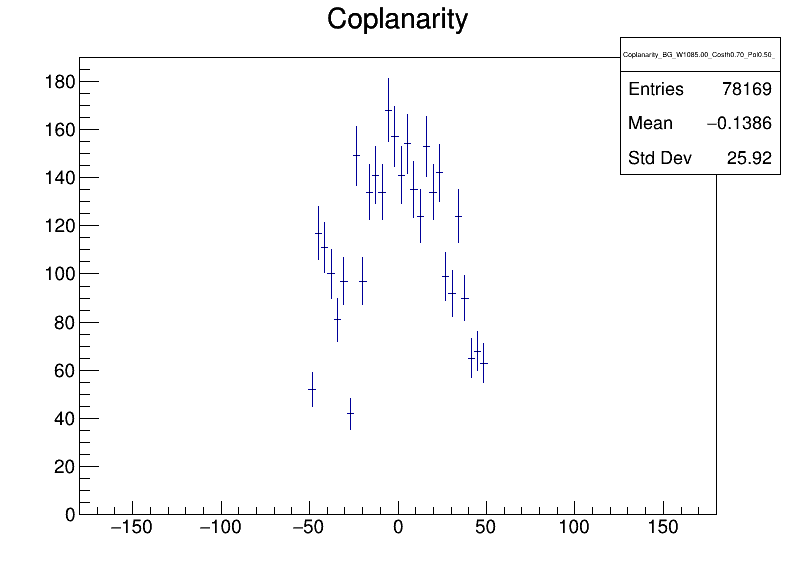 Coplanarity
Coplanarity_BG_W1085.00_Costh0.70_Pol0.50_
Entries 78169
Mean −0.1386
Std Dev 25.92
180
160
140
120
100
80
60
40
20
0
−150 −100 −50 0 50 100 150